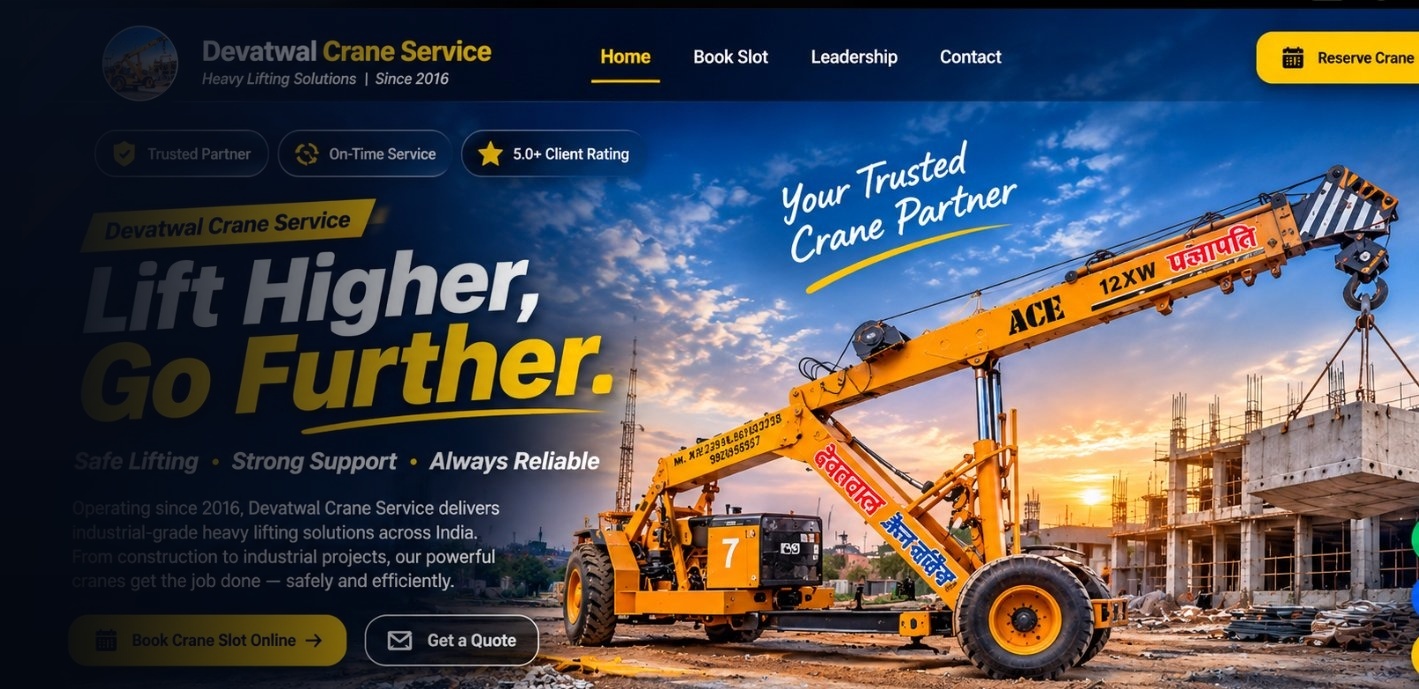 Devatwal Crane Service
Heavy Lifting Solutions | Since 2016
Home
Book Slot
Leadership
Contact
Reserve Crane
Trusted Partner
On-Time Service
5.0+ Client Rating
Devatwal Crane Service
Lift Higher,
Go Further.
Safe Lifting • Strong Support • Always Reliable
Operating since 2016, Devatwal Crane Service delivers
industrial-grade heavy lifting solutions across India.
From construction to industrial projects, our powerful
cranes get the job done — safely and efficiently.
Book Crane Slot Online →
Get a Quote
Your Trusted
Crane Partner
ACE
12XW
देवतवाल
7